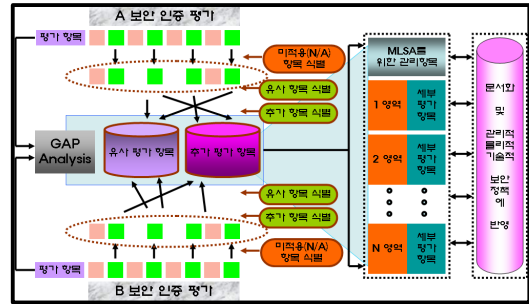 A 보안 인증 평가
평가 항목
미적용(N/A)
항목 식별
유사 항목 식별
추가 항목 식별
GAP
Analysis
유사 평가 항목
추가 평가 항목
유사 항목 식별
추가 항목 식별
미적용(N/A)
항목 식별
평가 항목
B 보안 인증 평가
MLSA를
위한 관리항목
1 영역
세부
평가
항목
2 영역
세부
평가
항목
N 영역
세부
평가
항목
문서화
및
관리적
물리적
기술적
보안
정책
에
반영